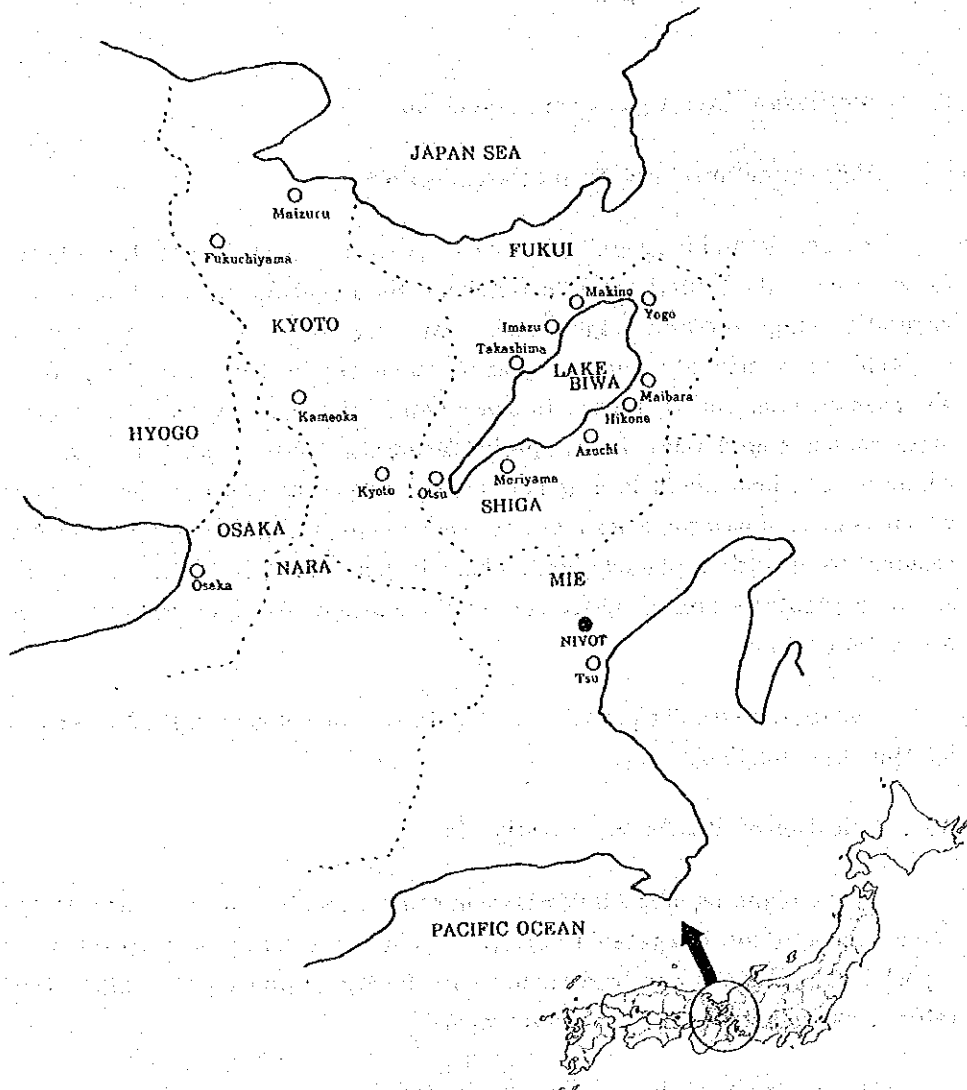 JAPAN SEA
Maizuru
Fukuchiyama
FUKUI
Makino
Yogo
KYOTO
Imazu
Takashima
LAKE
BIWA
Maibara
Kameoka
Hikone
HYOGO
Azuchi
Kyoto
Otsu
Moriyama
SHIGA
OSAKA
NARA
Osaka
MIE
NIVOT
Tsu
PACIFIC OCEAN